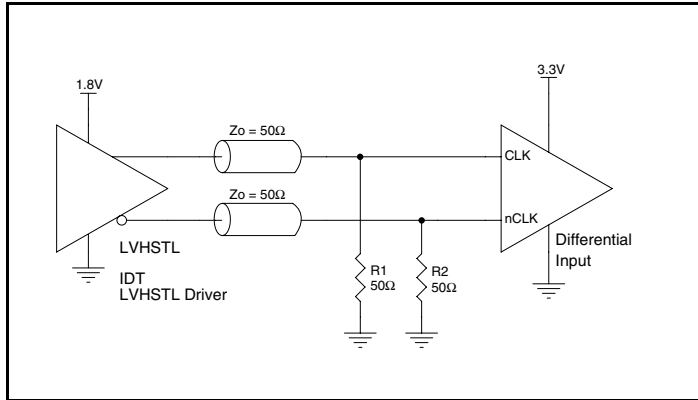 1.8V
3.3V
Zo = 50Ω
CLK
Zo = 50Ω
nCLK
LVHSTL
IDT
LVHSTL Driver
R1
50Ω
R2
50Ω
Differential
Input